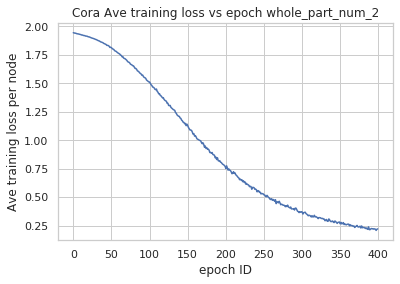 Cora Ave training loss vs epoch whole_part_num_2
Ave training loss per node
2.00
1.75
1.50
1.25
1.00
0.75
0.50
0.25
0 50 100 150 200 250 300 350 400
epoch ID